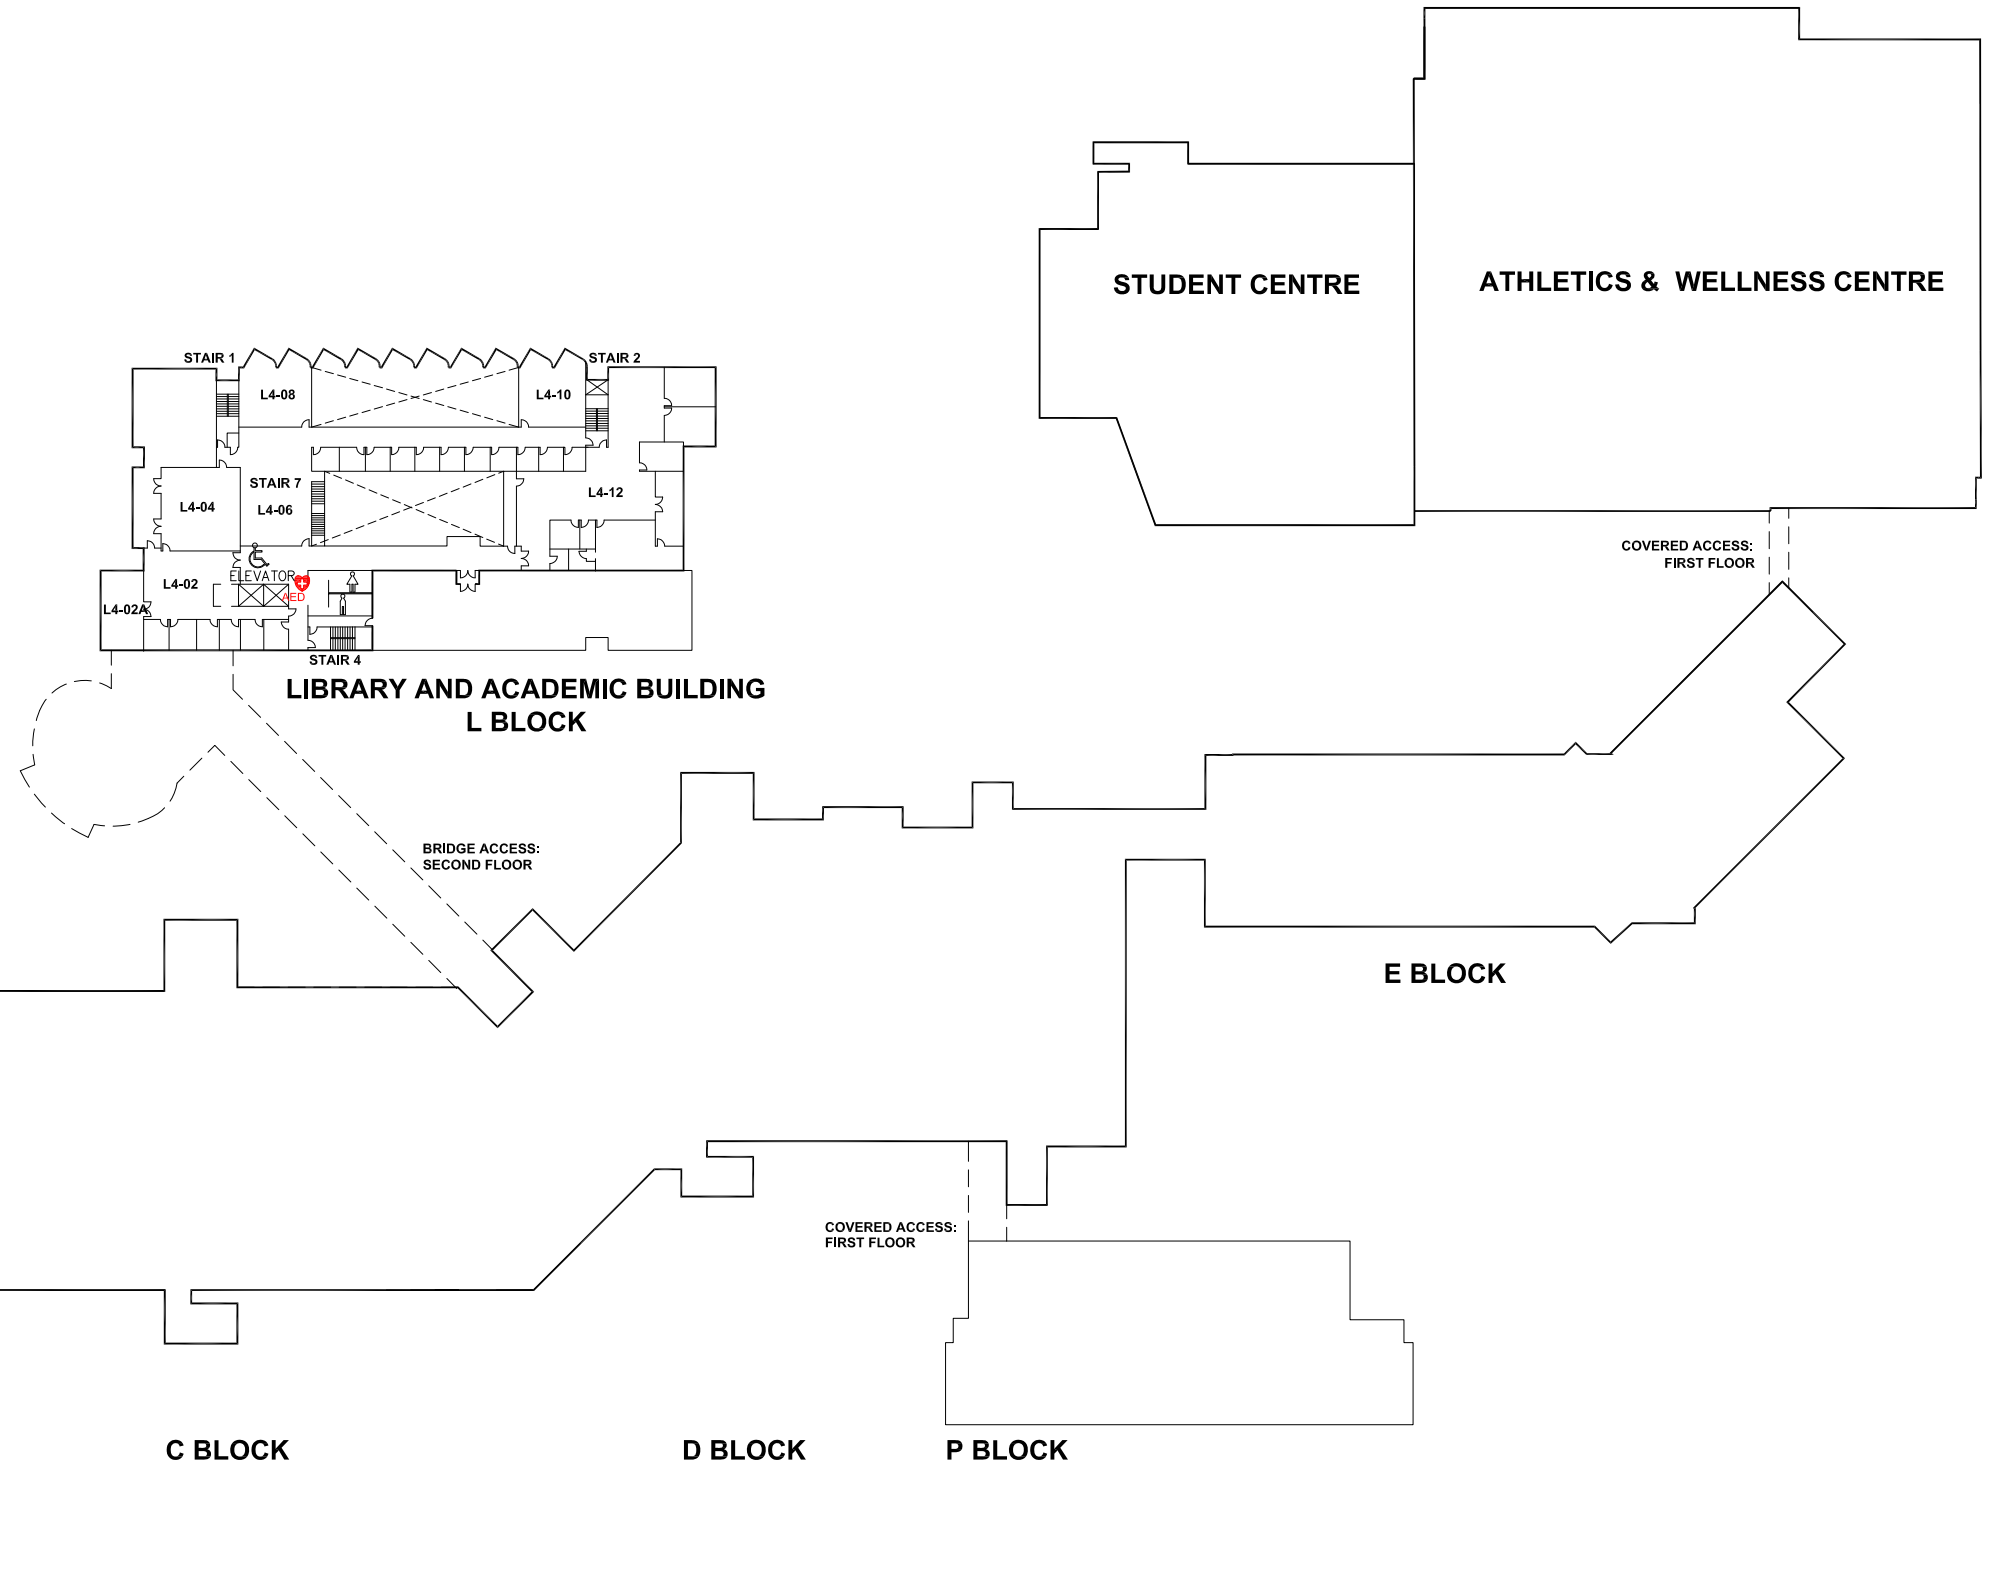 STUDENT CENTRE
ATHLETICS & WELLNESS CENTRE
STAIR 1
STAIR 2
L4-08
L4-10
STAIR 7
L4-12
L4-04
L4-06
ELEVATOR
L4-02
AED
L4-02A
STAIR 4
LIBRARY AND ACADEMIC BUILDING
L BLOCK
COVERED ACCESS:
FIRST FLOOR
BRIDGE ACCESS:
SECOND FLOOR
E BLOCK
COVERED ACCESS:
FIRST FLOOR
C BLOCK
D BLOCK
P BLOCK